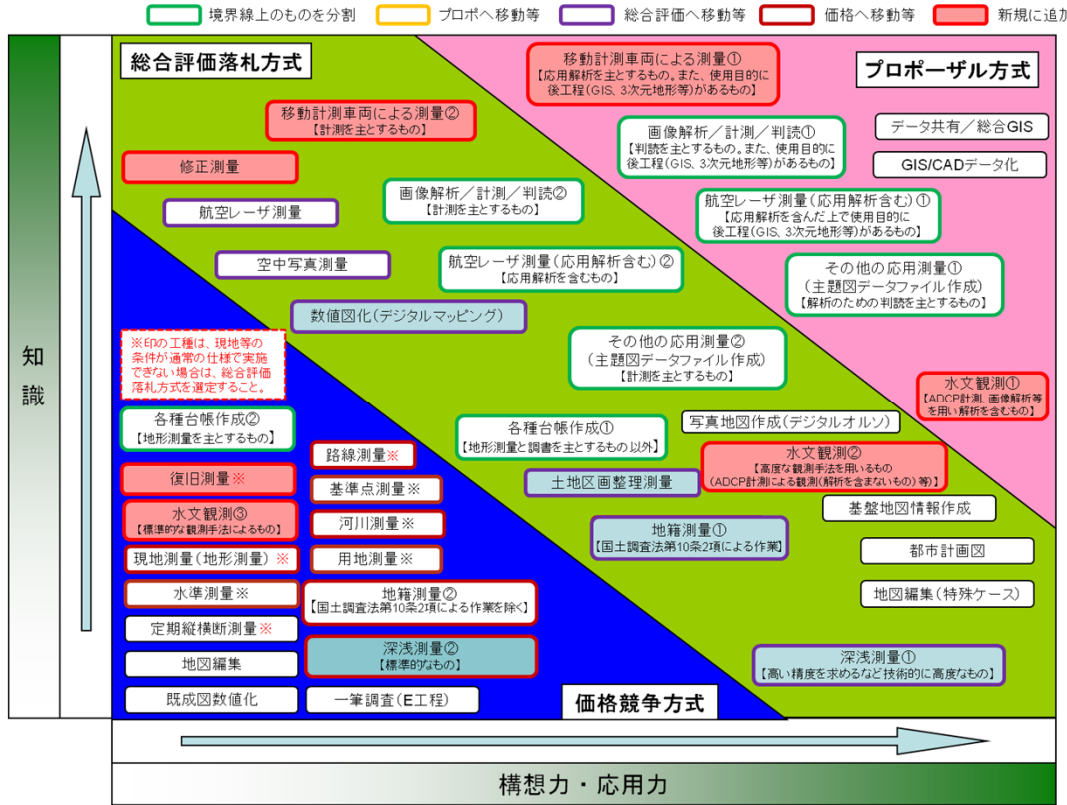 境界線上のものを分割
プロポへ移動等
総合評価へ移動等
価格へ移動等
新規に追加
知識
総合評価落札方式
プロポーザル方式
移動計測車両による測量①
【応用解析を主とするもの。また、使用目的に
後工程(GIS、3次元地形等)があるもの】
移動計測車両による測量②
【計測を主とするもの】
画像解析／計測／判読①
【判読を主とするもの。また、使用目的に
後工程(GIS、3次元地形等)があるもの】
データ共有／総合GIS
GIS/CADデータ化
修正測量
航空レーザ測量
画像解析／計測／判読②
【計測を主とするもの】
航空レーザ測量(応用解析含む)①
【応用解析を含んだ上で使用目的に
後工程(GIS、3次元地形等)があるもの】
空中写真測量
航空レーザ測量(応用解析含む)②
【応用解析を含むもの】
その他の応用測量①
(主題図データファイル作成)
【解析のための判読を主とするもの】
数値図化(デジタルマッピング)
その他の応用測量②
(主題図データファイル作成)
【計測を主とするもの】
※印の工種は、現地等の
条件が通常の仕様で実施
できない場合は、総合評価
落札方式を選定すること。
水文観測①
【ADCP計測、画像解析等
を用い解析を含むもの】
各種台帳作成②
【地形測量を主とするもの】
各種台帳作成①
【地形測量と調書を主とするもの以外】
写真地図作成(デジタルオルソ)
路線測量※
水文観測②
【高度な観測手法を用いるもの
(ADCP計測による観測(解析を含まないもの)等)】
復旧測量※
基準点測量※
土地区画整理測量
基盤地図情報作成
水文観測③
【標準的な観測手法によるもの】
河川測量※
地籍測量①
【国土調査法第10条2項による作業】
現地測量(地形測量)※
用地測量※
都市計画図
水準測量※
地籍測量②
【国土調査法第10条2項による作業を除く】
地図編集(特殊ケース)
定期縦横断測量※
深浅測量②
【標準的なもの】
深浅測量①
【高い精度を求めるなど技術的に高度なもの】
地図編集
既成図数値化
一筆調査(E工程)
価格競争方式
構想力・応用力